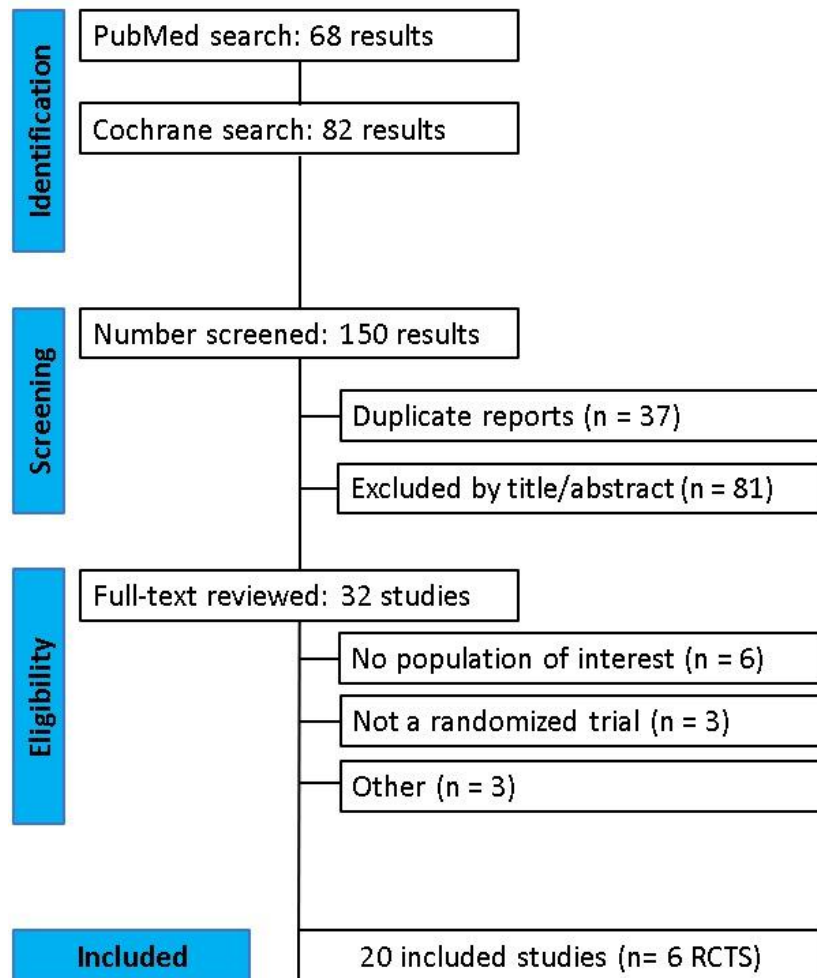 Identification
PubMed search: 68 results
Cochrane search: 82 results
Screening
Number screened: 150 results
Duplicate reports (n = 37)
Excluded by title/abstract (n = 81)
Eligibility
Full-text reviewed: 32 studies
No population of interest (n = 6)
Not a randomized trial (n = 3)
Other (n = 3)
Included
20 included studies (n= 6 RCTS)